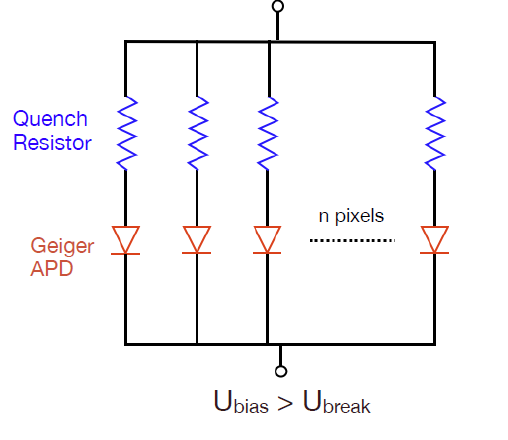 Quench
Resistor
n pixels
Geiger
APD
Ubias > Ubreak